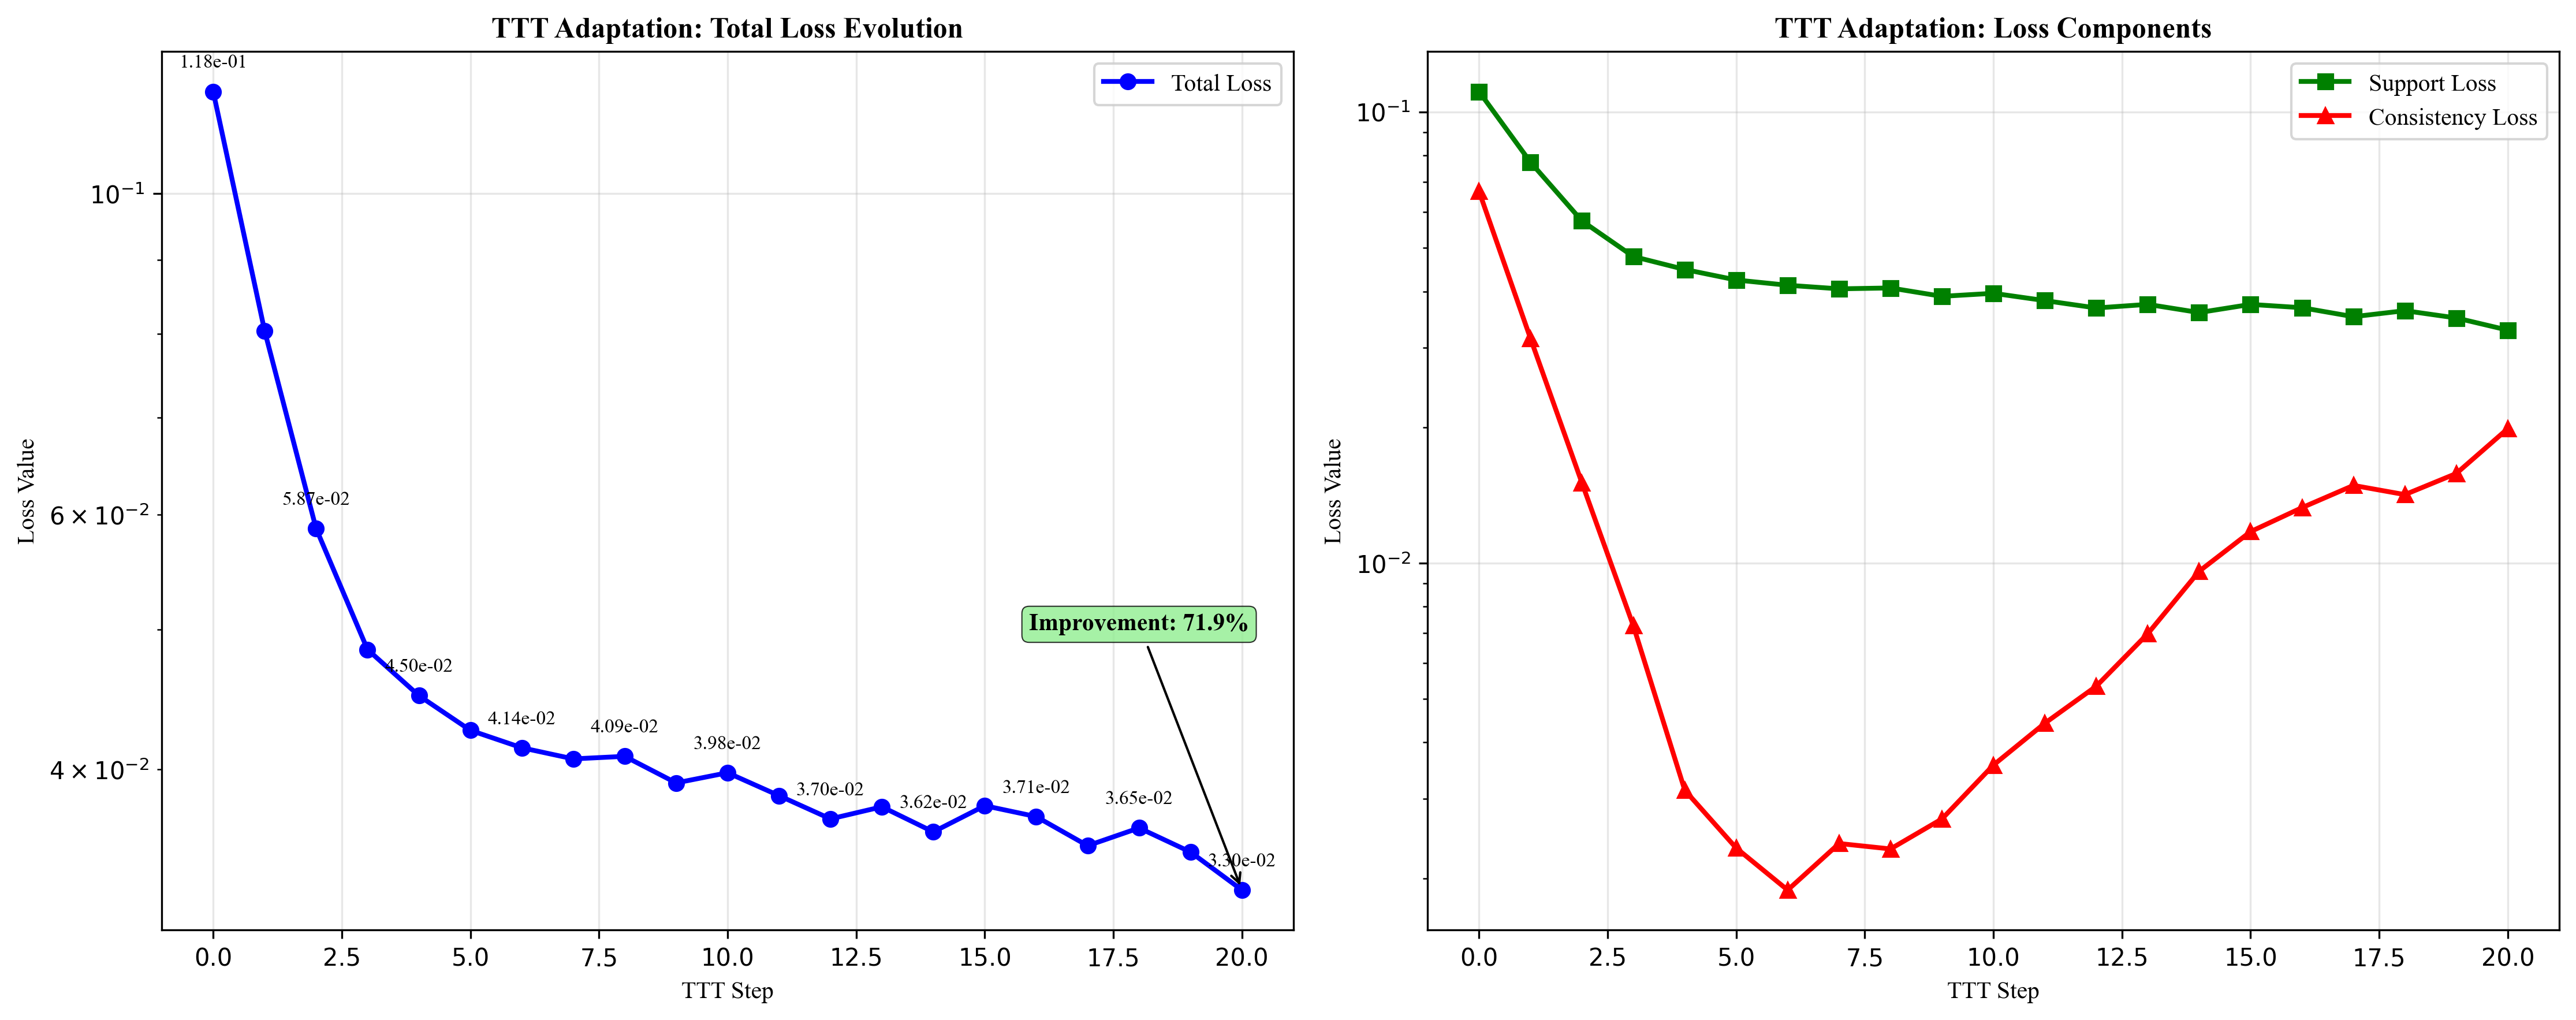 TTT Adaptation: Total Loss Evolution
Total Loss
1.18e-01
5.87e-02
4.50e-02
4.14e-02
4.09e-02
3.98e-02
3.70e-02
3.62e-02
3.71e-02
3.65e-02
3.30e-02
Improvement: 71.9%
10⁻¹
6 × 10⁻²
4 × 10⁻²
Loss Value
0.0 2.5 5.0 7.5 10.0 12.5 15.0 17.5 20.0
TTT Step
TTT Adaptation: Loss Components
Support Loss
Consistency Loss
10⁻¹
10⁻²
Loss Value
0.0 2.5 5.0 7.5 10.0 12.5 15.0 17.5 20.0
TTT Step